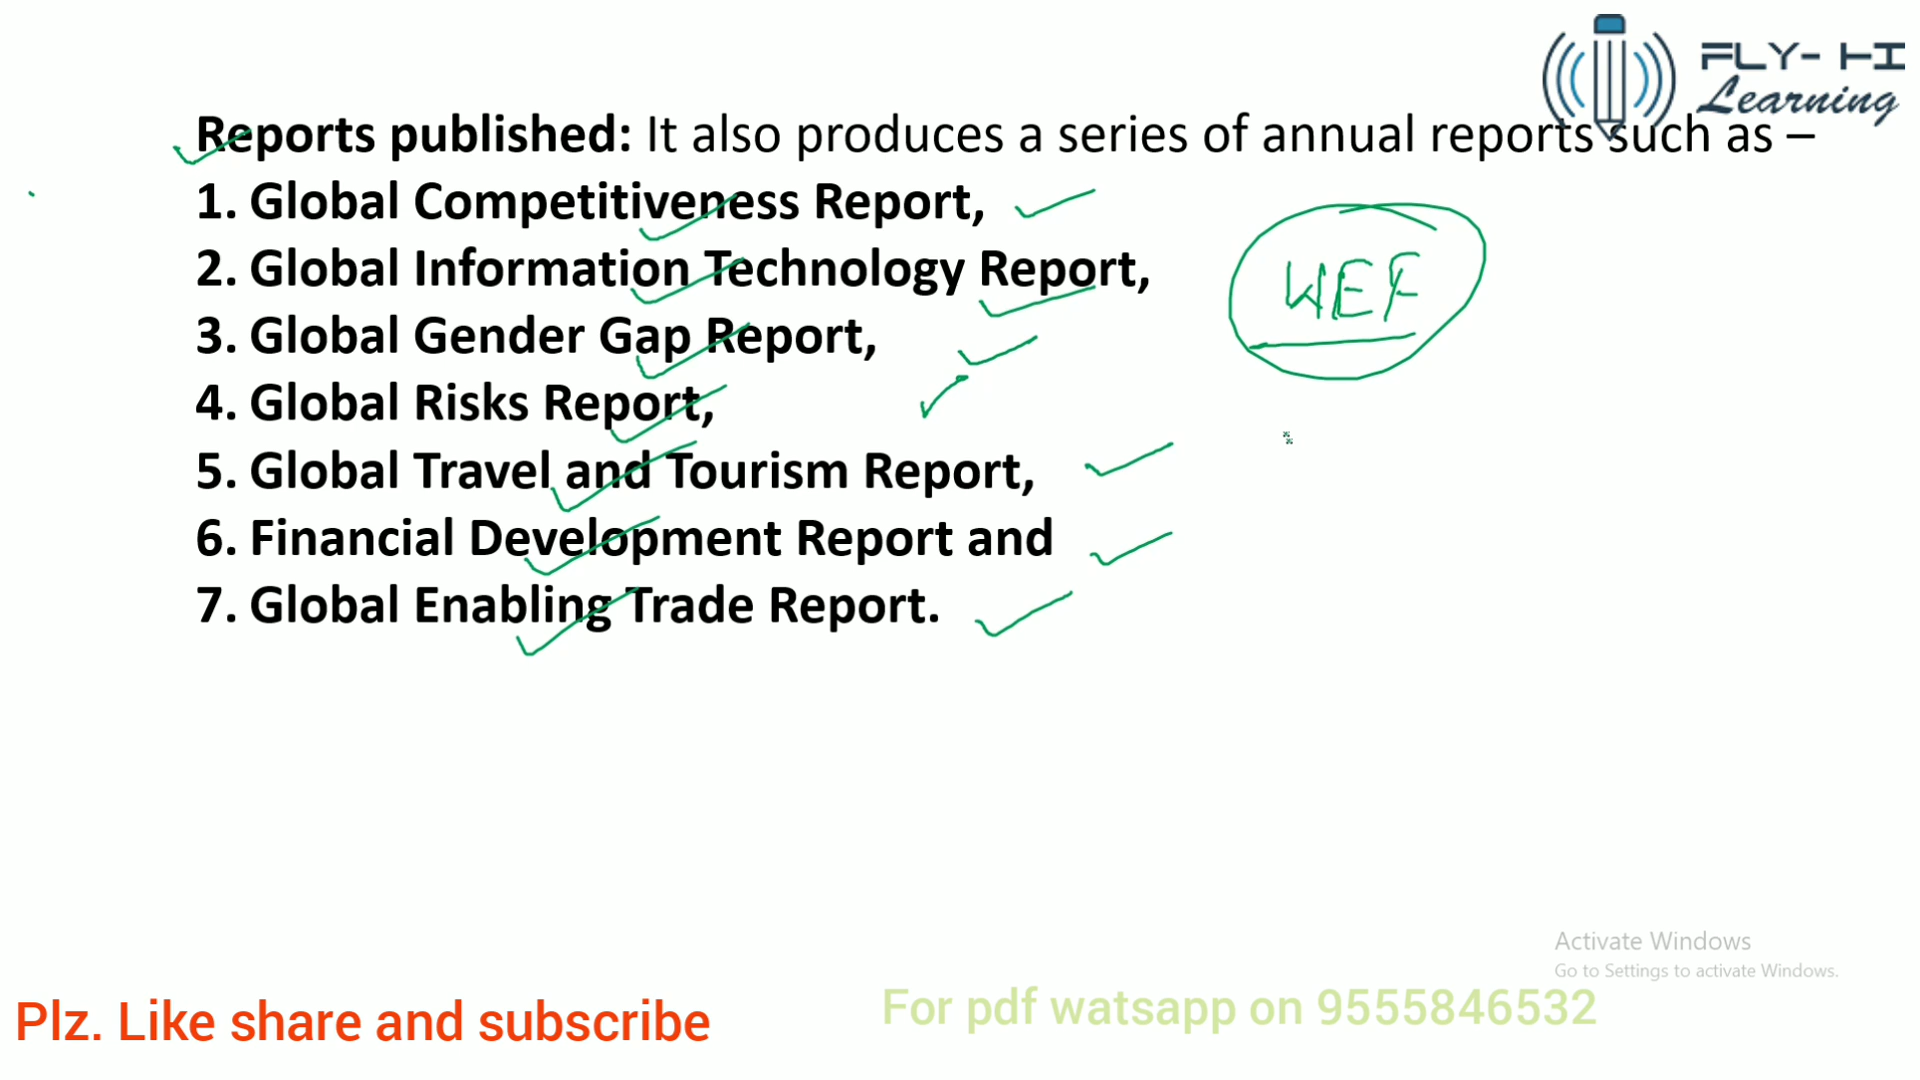 FLY- HI
Learning
Reports published: It also produces a series of annual reports such as –
1. Global Competitiveness Report,
2. Global Information Technology Report,
3. Global Gender Gap Report,
4. Global Risks Report,
5. Global Travel and Tourism Report,
6. Financial Development Report and
7. Global Enabling Trade Report.
WEF
Activate Windows
Go to Settings to activate Windows.
Plz. Like share and subscribe
For pdf watsapp on 9555846532